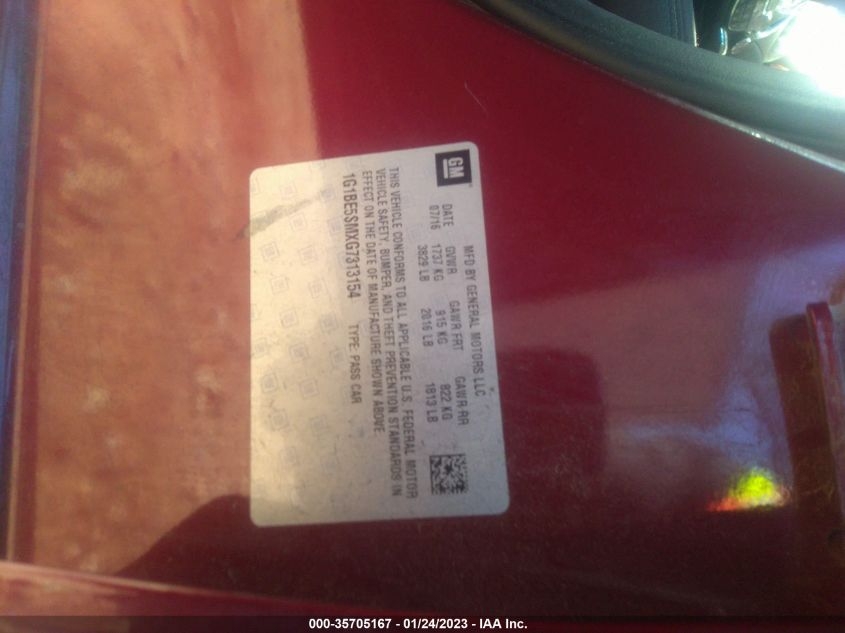 GM
MFD BY GENERAL MOTORS LLC
DATE GVWR GAWR FRT GAWR RR
07/16 1737 KG 915 KG 822 KG
3829 LB 2016 LB 1813 LB
THIS VEHICLE CONFORMS TO ALL APPLICABLE U.S. FEDERAL MOTOR
VEHICLE SAFETY, BUMPER, AND THEFT PREVENTION STANDARDS IN
EFFECT ON THE DATE OF MANUFACTURE SHOWN ABOVE.
1G1BE5SMXG7313154 TYPE: PASS CAR
000-35705167 - 01/24/2023 - IAA Inc.